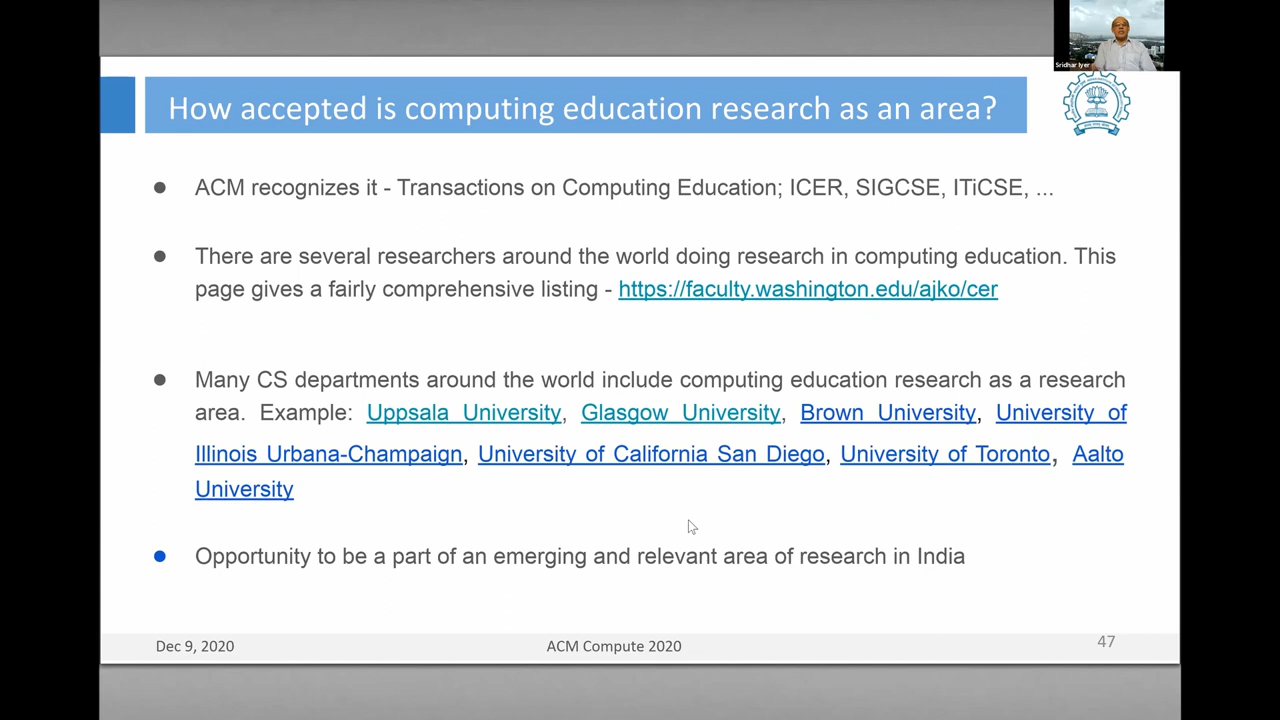 Sridhar Iyer
How accepted is computing education research as an area?
● ACM recognizes it - Transactions on Computing Education; ICER, SIGCSE, ITiCSE, ...
● There are several researchers around the world doing research in computing education. This
page gives a fairly comprehensive listing - https://faculty.washington.edu/ajko/cer
● Many CS departments around the world include computing education research as a research
area. Example: Uppsala University, Glasgow University, Brown University, University of
Illinois Urbana-Champaign, University of California San Diego, University of Toronto, Aalto
University
● Opportunity to be a part of an emerging and relevant area of research in India
Dec 9, 2020 ACM Compute 2020 47